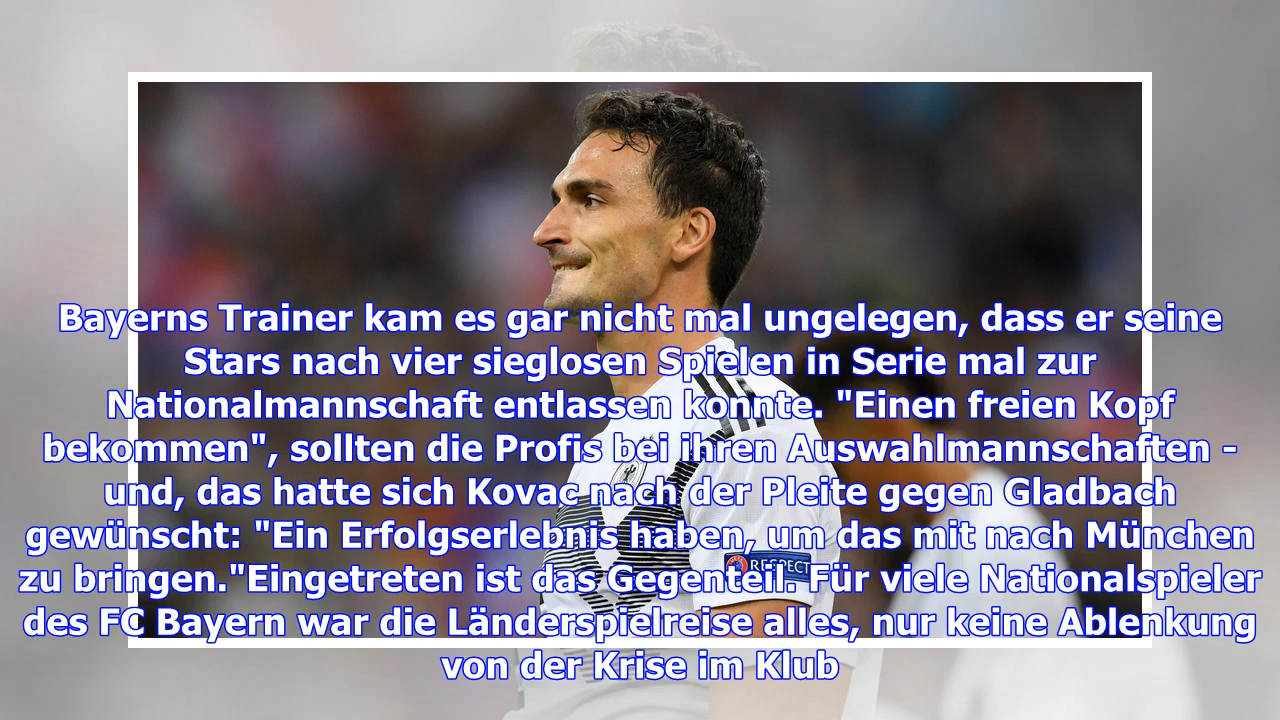 Bayerns Trainer kam es gar nicht mal ungelegen, dass er seine
Stars nach vier sieglosen Spielen in Serie mal zur
Nationalmannschaft entlassen konnte. "Einen freien Kopf
bekommen", sollten die Profis bei ihren Auswahlmannschaften -
und, das hatte sich Kovac nach der Pleite gegen Gladbach
gewünscht: "Ein Erfolgserlebnis haben, um das mit nach München
RESPECT
zu bringen."Eingetreten ist das Gegenteil. Für viele Nationalspieler
des FC Bayern war die Länderspielreise alles, nur keine Ablenkung
von der Krise im Klub